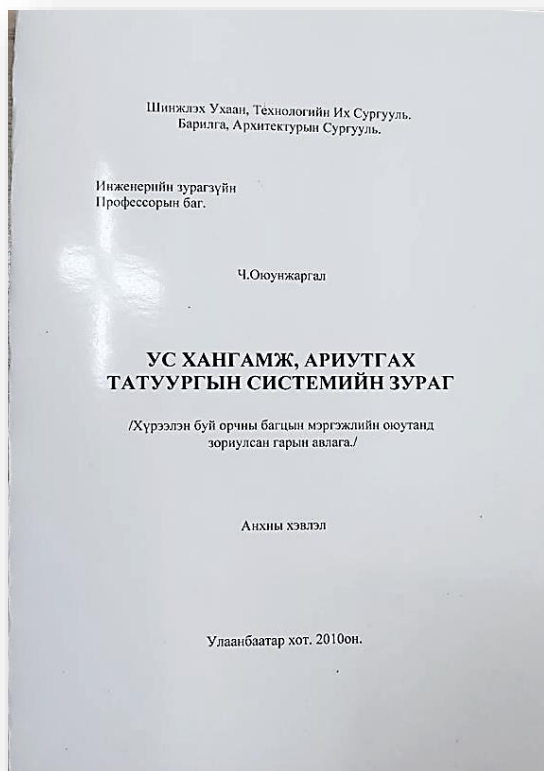 Шинжлэх Ухаан, Технологийн Их Сургууль.
Барилга, Архитектурын Сургууль.
Инженерийн зурагзүйн
Профессорын баг.
Ч.Оюунжаргал
УС ХАНГАМЖ, АРИУТГАХ
ТАТУУРГЫН СИСТЕМИЙН ЗУРАГ
/Хүрээлэн буй орчны багцын мэргэжлийн оюутанд
зориулсан гарын авлага./
Анхны хэвлэл
Улаанбаатар хот. 2010он.